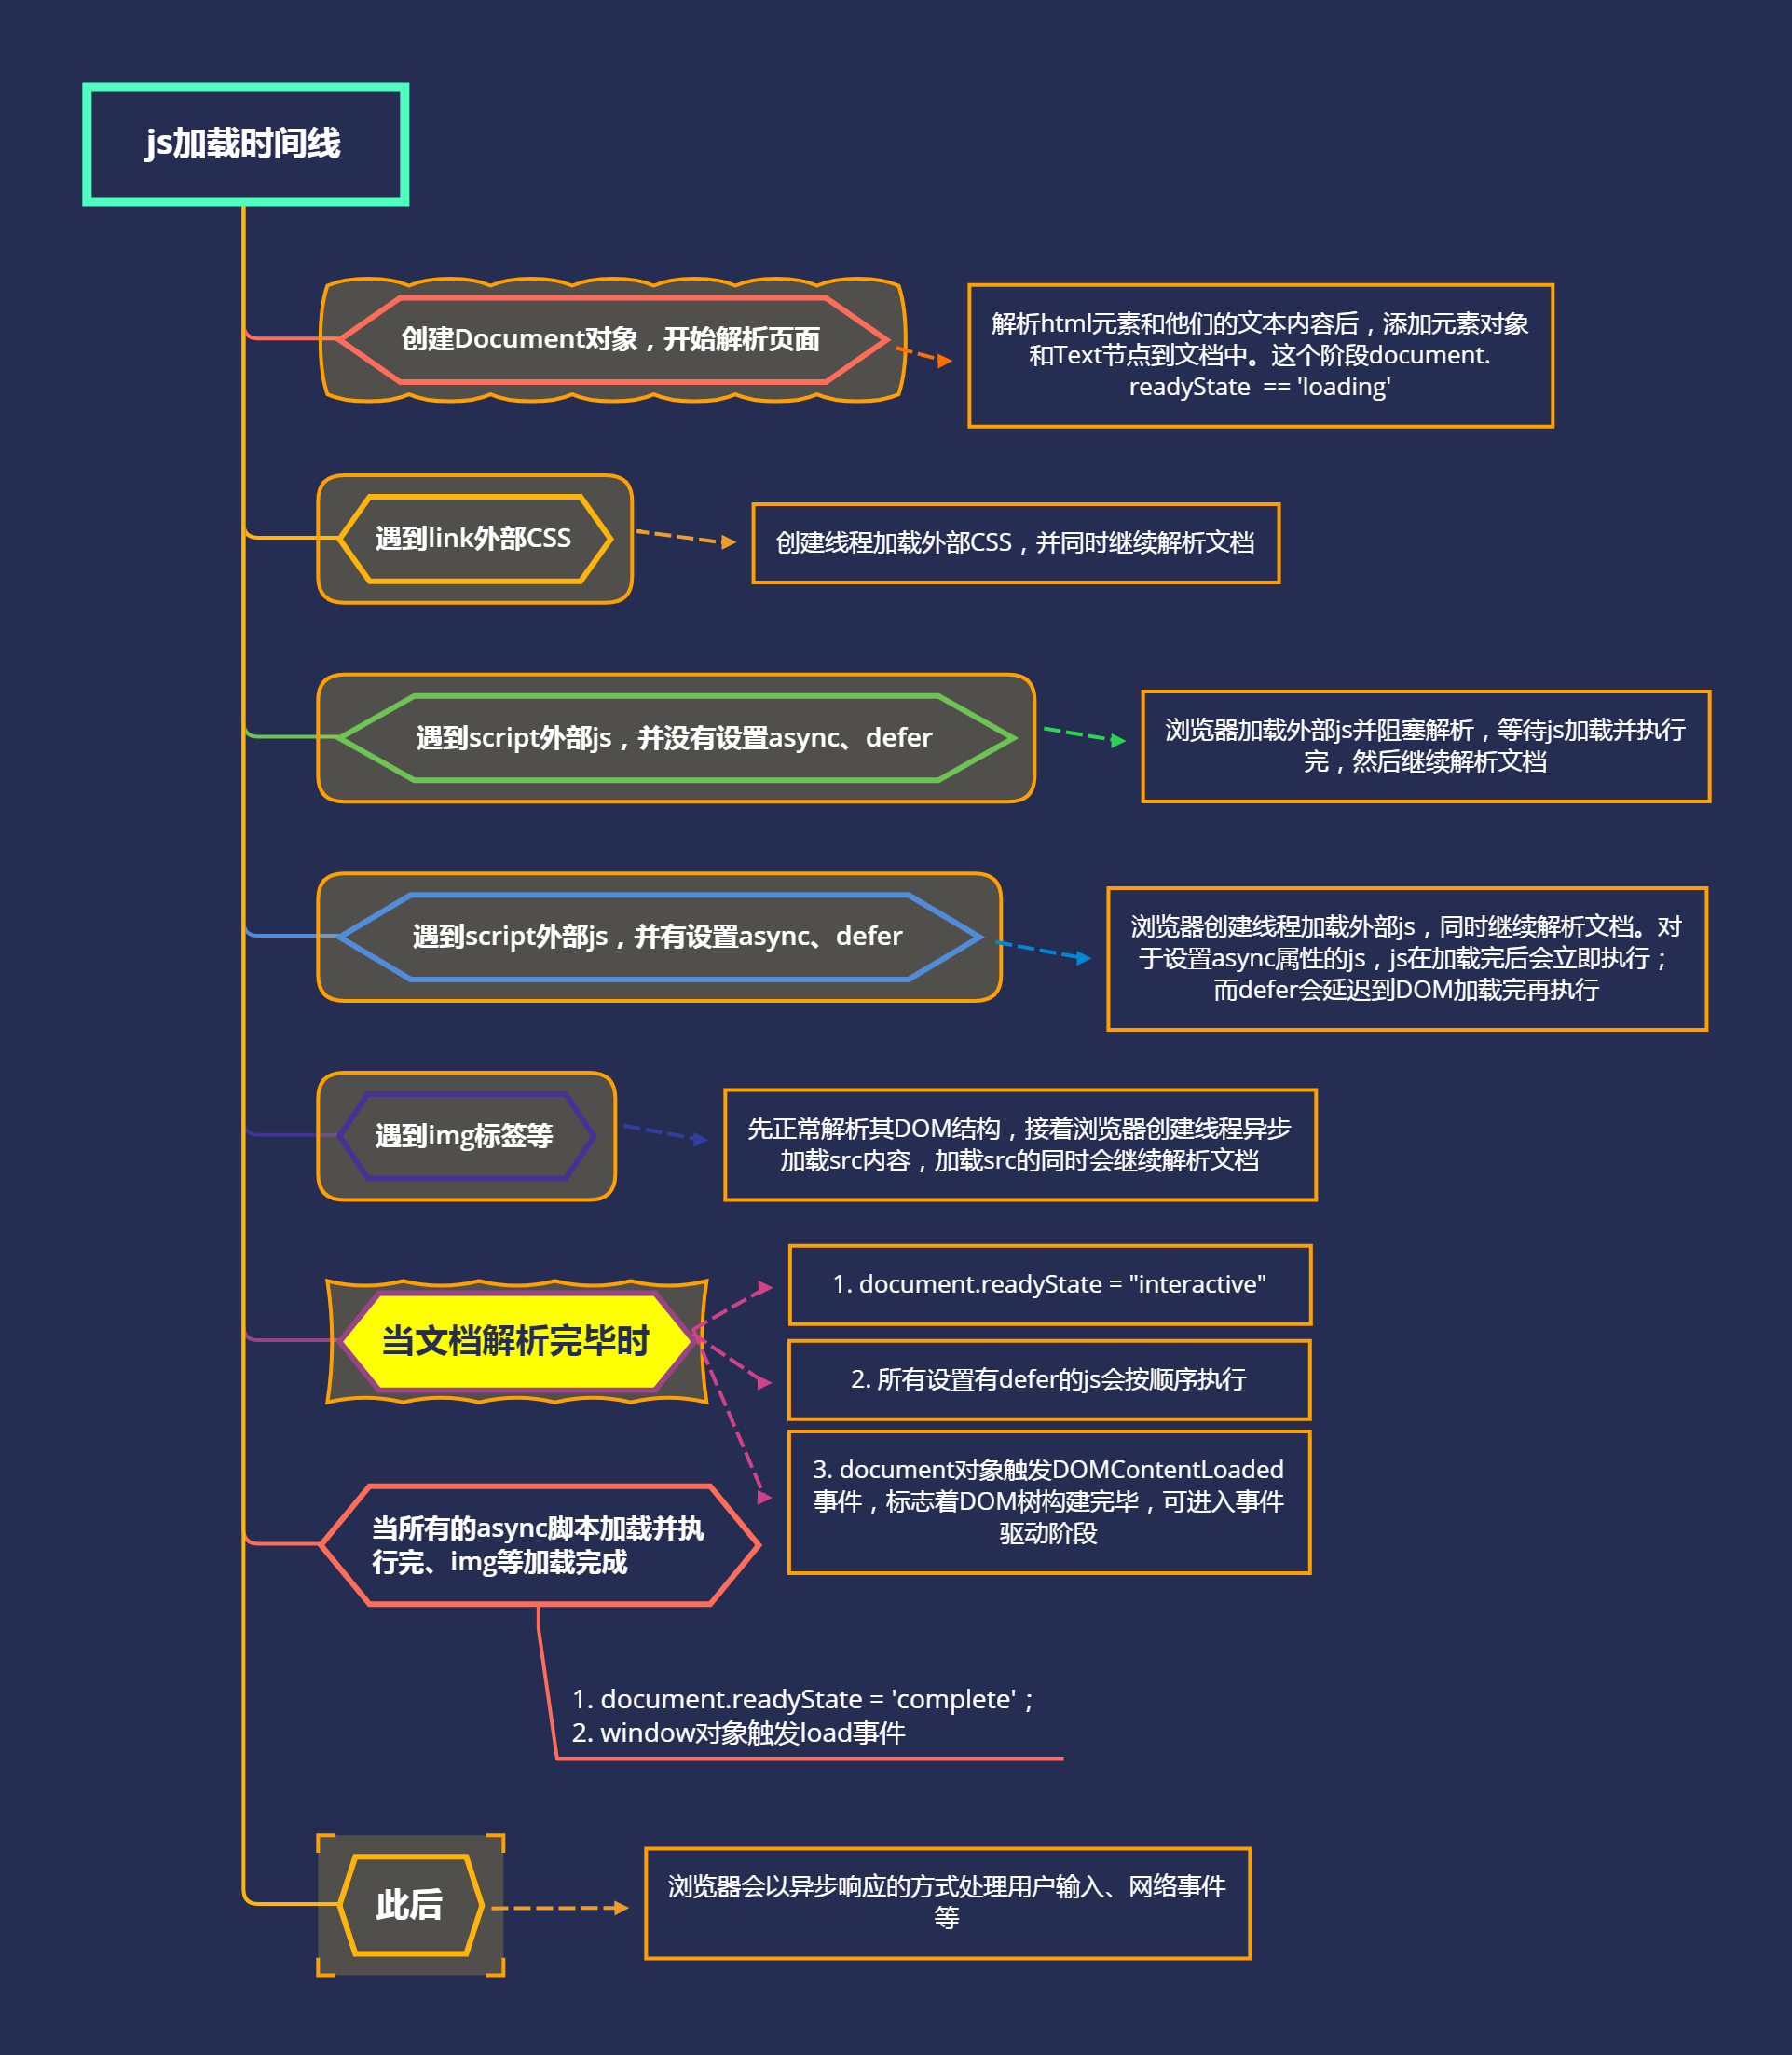 js加载时间线
创建Document对象，开始解析页面
解析html元素和他们的文本内容后，添加元素对象
和Text节点到文档中。这个阶段document.
readyState == 'loading'
遇到link外部CSS
创建线程加载外部CSS，并同时继续解析文档
遇到script外部js，并没有设置async、defer
浏览器加载外部js并阻塞解析，等待js加载并执行
完，然后继续解析文档
遇到script外部js，并有设置async、defer
浏览器创建线程加载外部js，同时继续解析文档。对
于设置async属性的js，js在加载完后会立即执行；
而defer会延迟到DOM加载完再执行
遇到img标签等
先正常解析其DOM结构，接着浏览器创建线程异步
加载src内容，加载src的同时会继续解析文档
当文档解析完毕时
1. document.readyState = "interactive"
2. 所有设置有defer的js会按顺序执行
3. document对象触发DOMContentLoaded
事件，标志着DOM树构建完毕，可进入事件
驱动阶段
当所有的async脚本加载并执
行完、img等加载完成
1. document.readyState = 'complete'；
2. window对象触发load事件
此后
浏览器会以异步响应的方式处理用户输入、网络事件
等